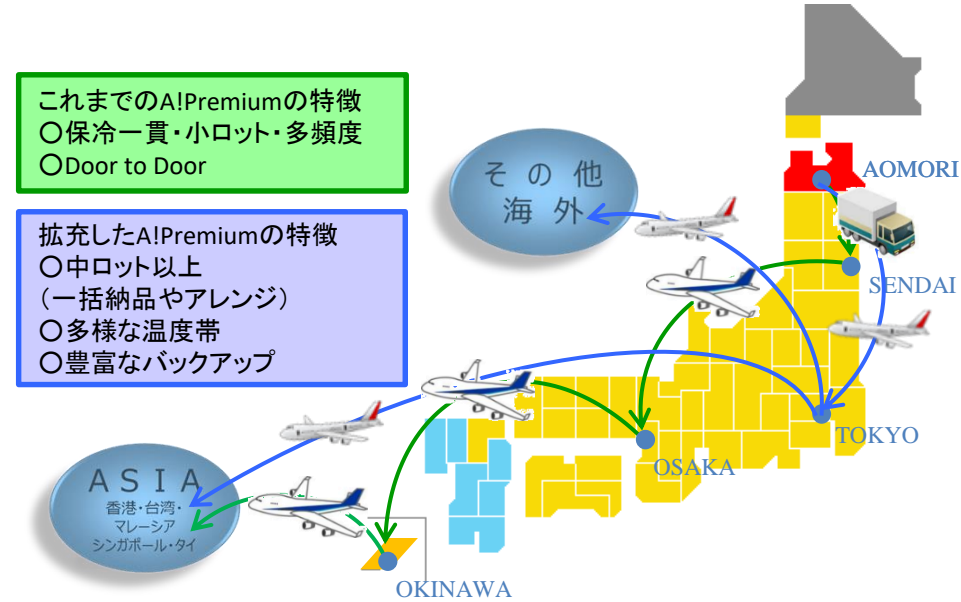 これまでのA!Premiumの特徴
〇保冷一貫・小ロット・多頻度
〇Door to Door
拡充したA!Premiumの特徴
〇中ロット以上
（一括納品やアレンジ）
〇多様な温度帯
〇豊富なバックアップ
その他
海外
AOMORI
SENDAI
TOKYO
OSAKA
ASIA
香港・台湾・
マレーシア
シンガポール・タイ
OKINAWA